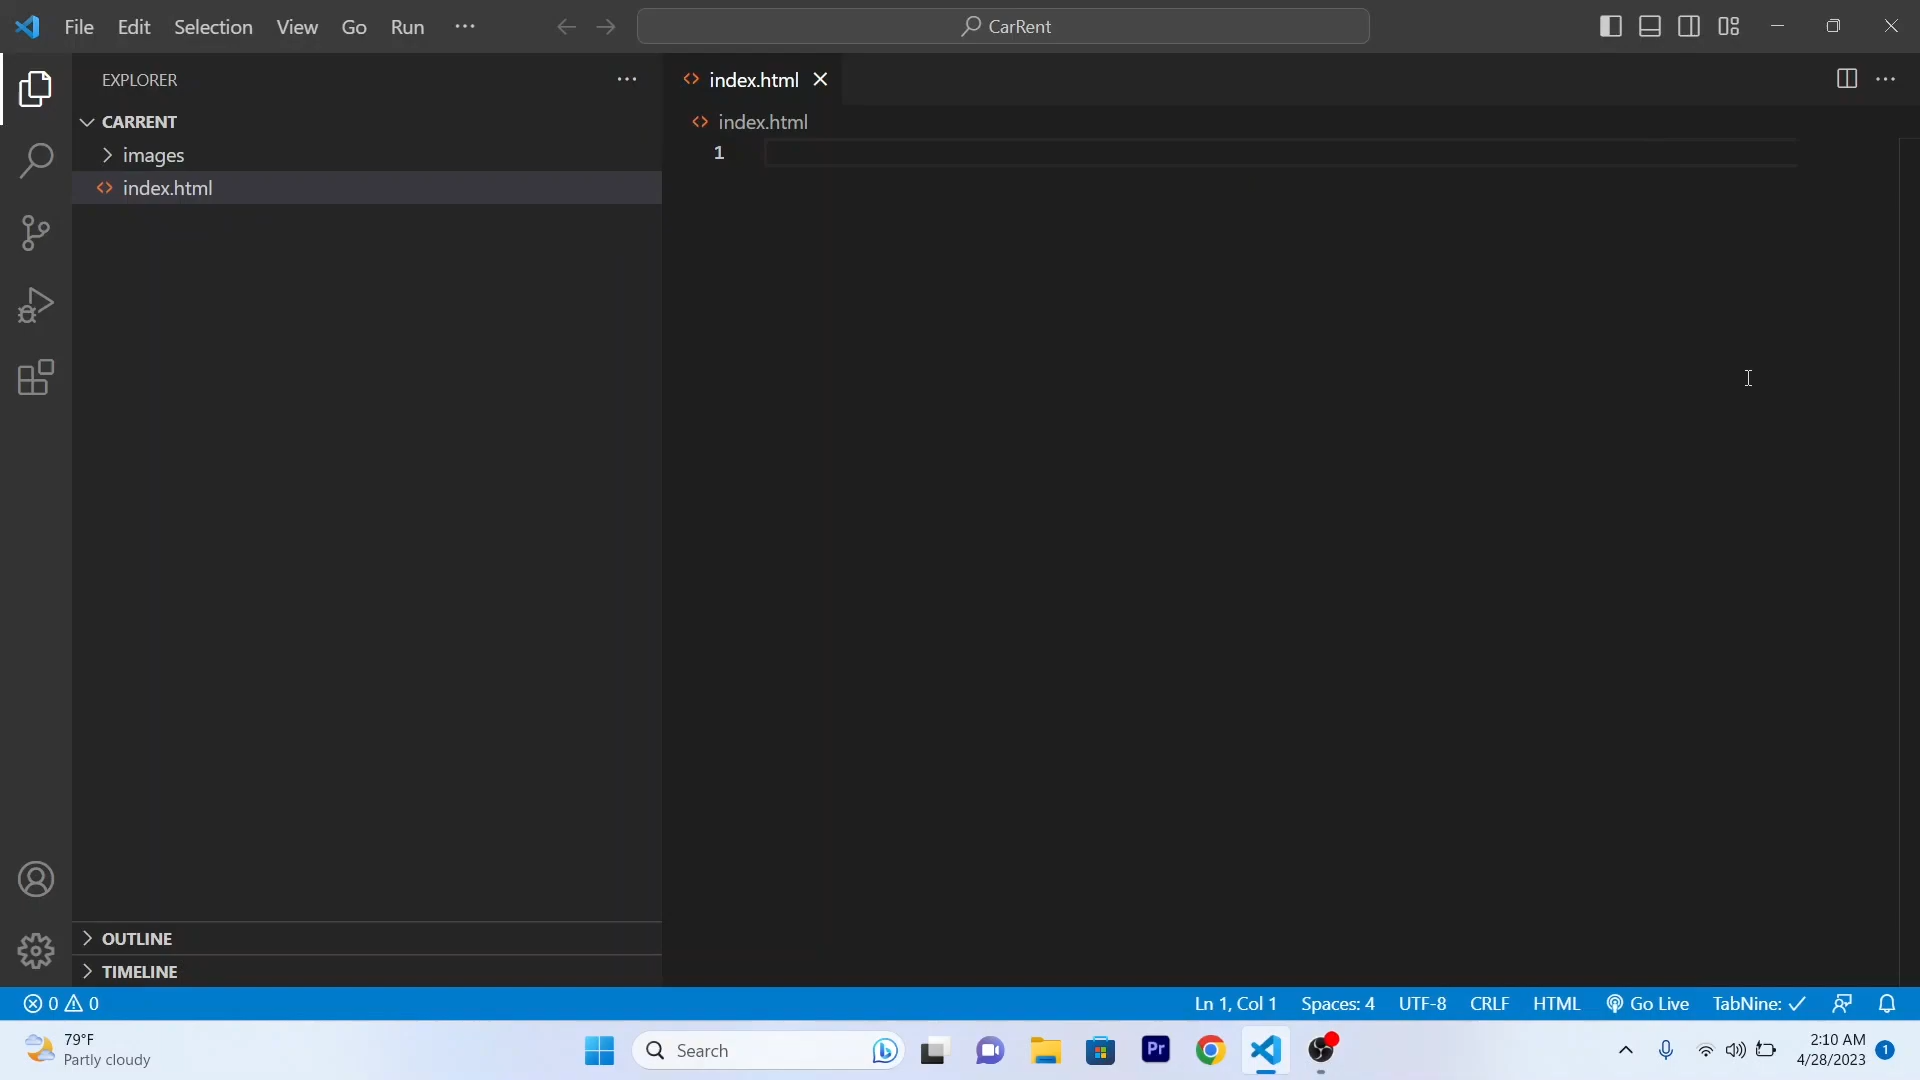 File Edit Selection View Go Run
CarRent
EXPLORER
CARRENT
images
index.html
OUTLINE
TIMELINE
index.html
index.html
1
0 0
Ln 1, Col 1 Spaces: 4 UTF-8 CRLF HTML Go Live TabNine:
79°F
Partly cloudy
Search
Pr
2:10 AM
4/28/2023
1